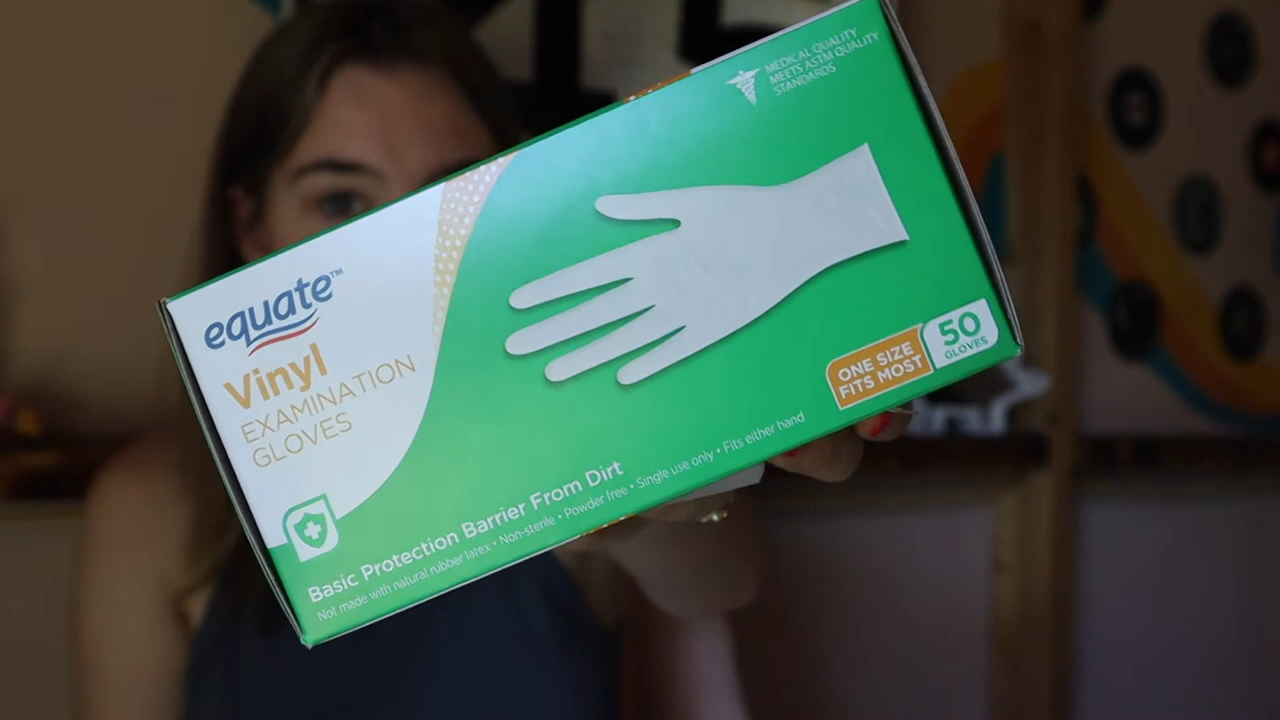 MEDICAL QUALITY
MEETS ASTM QUALITY
STANDARDS
equate™
Vinyl
EXAMINATION
GLOVES
ONE SIZE
FITS MOST
50
GLOVES
Basic Protection Barrier From Dirt
Not made with natural rubber latex • Non-sterile • Powder free • Single use only • Fits either hand